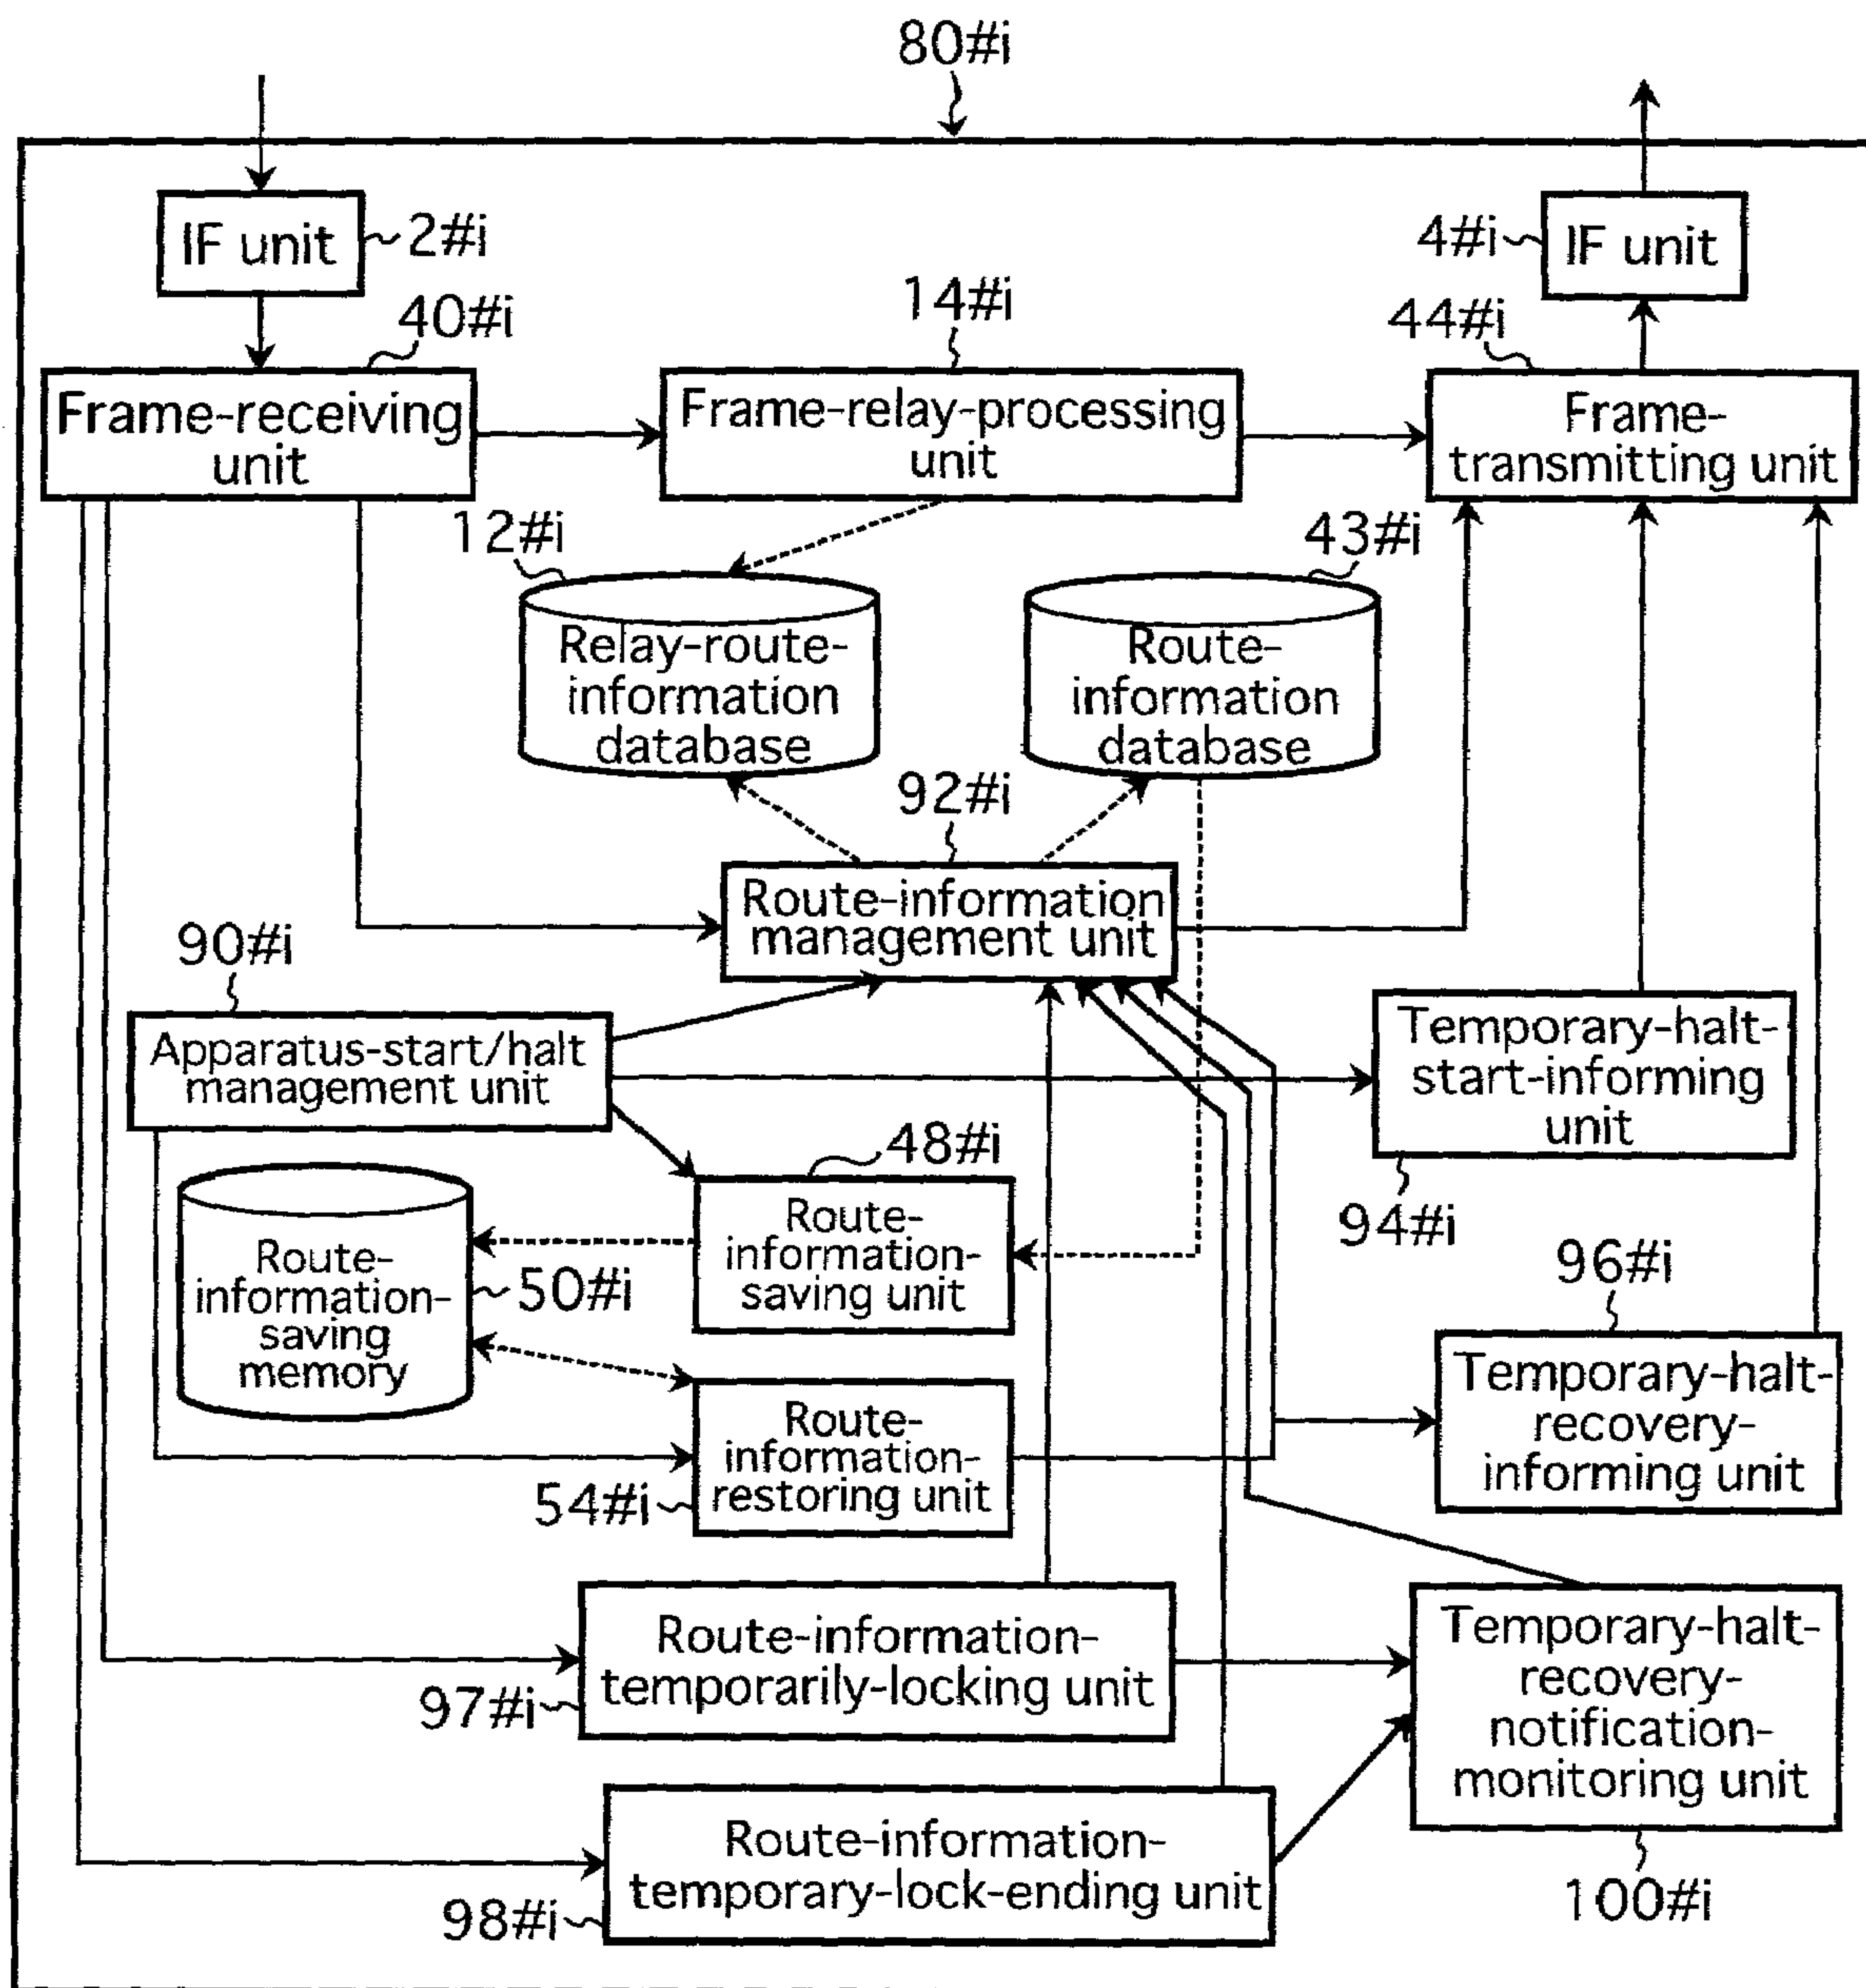 80#i
IF unit
2#i
4#i
IF unit
40#i
14#i
44#i
Frame-receiving
unit
Frame-relay-processing
unit
Frame-
transmitting unit
12#i
43#i
Relay-route-
information
database
Route-
information
database
92#i
Route-information
management unit
90#i
Apparatus-start/halt
management unit
Temporary-halt-
start-informing
unit
94#i
48#i
Route-
information-
saving unit
Route-
information-
saving
memory
50#i
96#i
Temporary-halt-
recovery-
informing unit
Route-
information-
restoring unit
54#i
Route-information-
temporarily-locking unit
97#i
Temporary-halt-
recovery-
notification-
monitoring unit
100#i
Route-information-
temporary-lock-ending unit
98#i